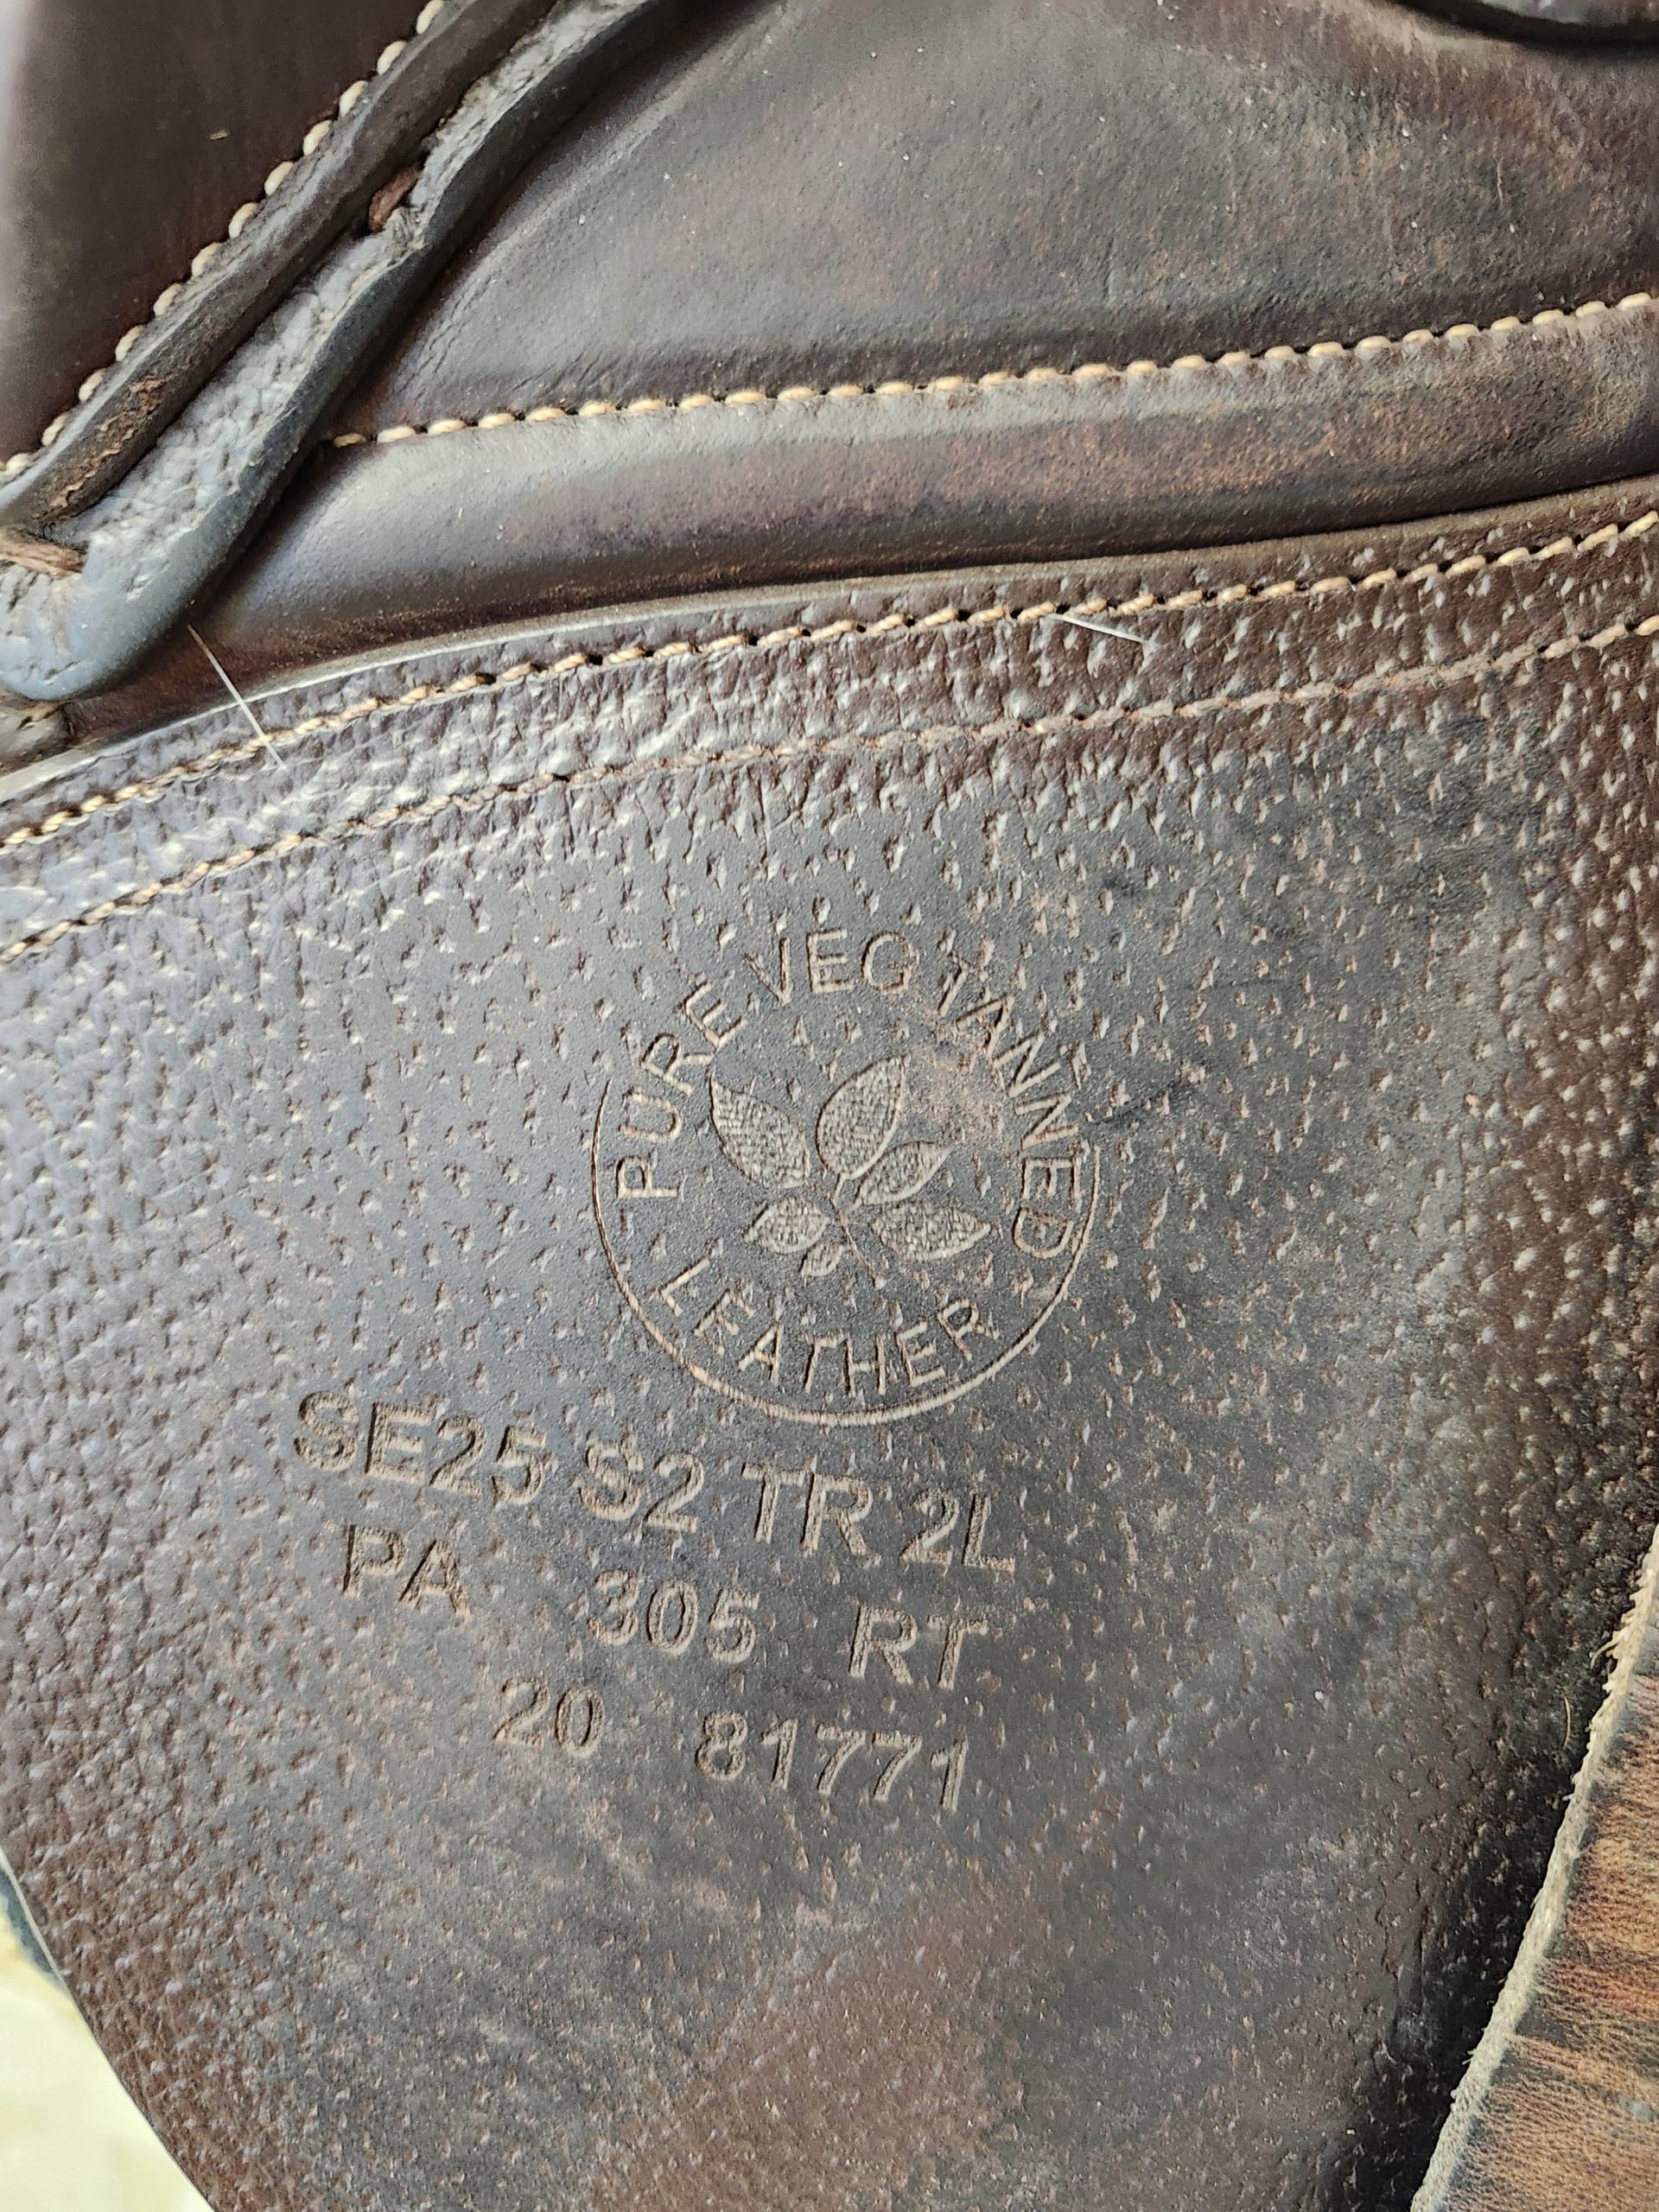 PURE VEG TANNED
LEATHER
SE25 S2 TR 2L
PA 305 RT
20 81771